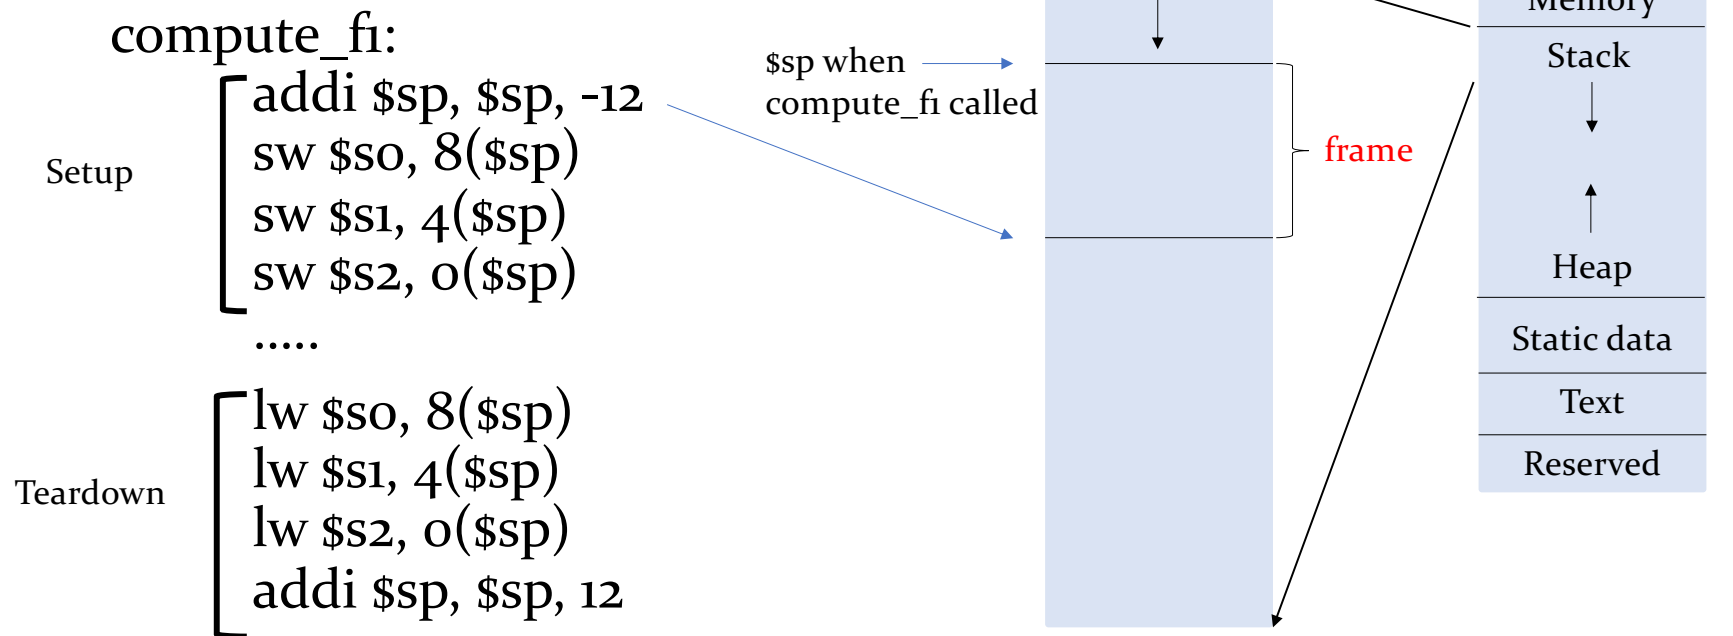 compute_f1:
Setup
addi $sp, $sp, -12
sw $s0, 8($sp)
sw $s1, 4($sp)
sw $s2, 0($sp)
.....
Teardown
lw $s0, 8($sp)
lw $s1, 4($sp)
lw $s2, 0($sp)
addi $sp, $sp, 12
$sp when
compute_f1 called
frame
Memory
Stack
Heap
Static data
Text
Reserved